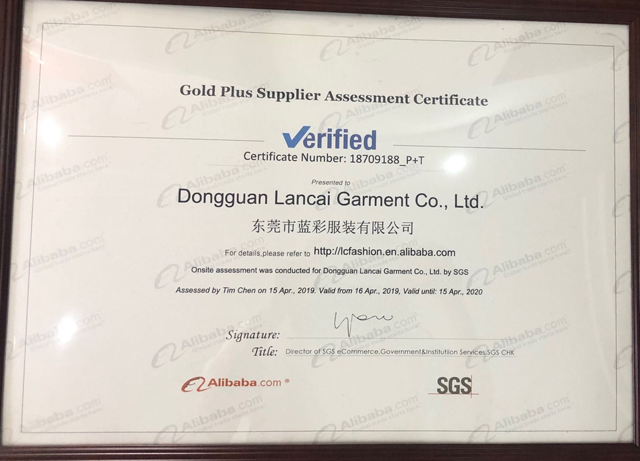 Gold Plus Supplier Assessment Certificate
Verified
Certificate Number: 18709188_P+T
Presented to
Dongguan Lancai Garment Co., Ltd.
东莞市蓝彩服装有限公司
For details,please refer to http://lcfashion.en.alibaba.com
Onsite assessment was conducted for Dongguan Lancai Garment Co., Ltd. by SGS
Assessed by Tim Chen on 15 Apr., 2019. Valid from 16 Apr., 2019, Valid until: 15 Apr., 2020
Signature:
Title: Director of SGS eCommerce,Government&Institution Services,SGS CHK
Alibaba.com®
SGS